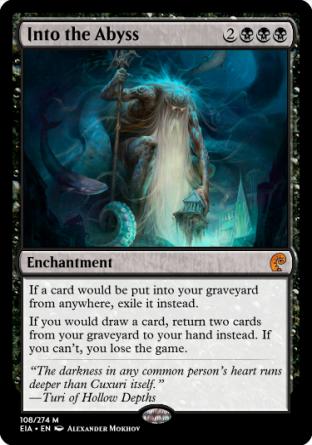 Into the Abyss 2
Enchantment
If a card would be put into your graveyard
from anywhere, exile it instead.
If you would draw a card, return two cards
from your graveyard to your hand instead. If
you can't, you lose the game.
“The darkness in any common person's heart runs
deeper than Cuxuri itself.”
—Turi of Hollow Depths
108/274 M
EIA • EN Alexander Mokhov